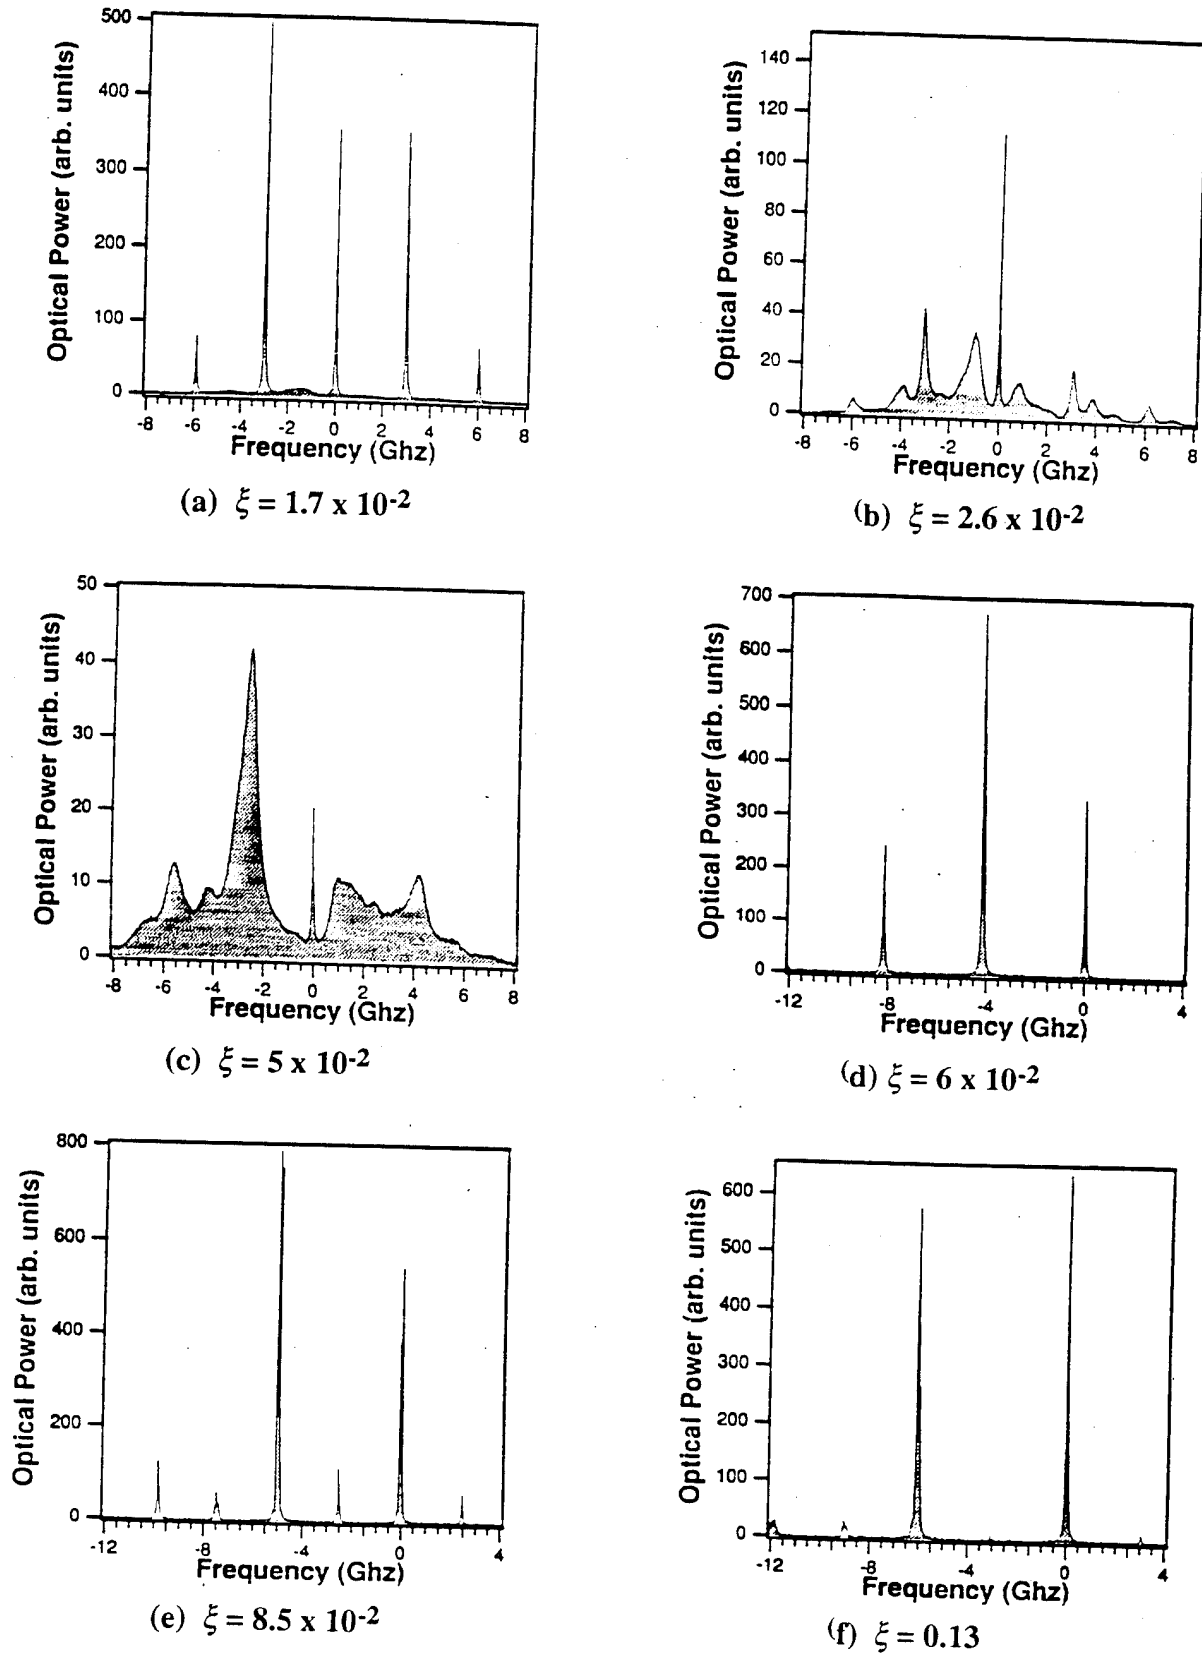 Optical Power (arb. units)
500
400
300
200
100
0
-8 -6 -4 -2 0 2 4 6 8
Frequency (Ghz)
(a) ξ = 1.7 x 10-2
Optical Power (arb. units)
140
120
100
80
60
40
20
0
-8 -6 -4 -2 0 2 4 6 8
Frequency (Ghz)
(b) ξ = 2.6 x 10-2
Optical Power (arb. units)
50
40
30
20
10
0
-8 -6 -4 -2 0 2 4 6 8
Frequency (Ghz)
(c) ξ = 5 x 10-2
Optical Power (arb. units)
700
600
500
400
300
200
100
0
-12 -8 -4 0 4
Frequency (Ghz)
(d) ξ = 6 x 10-2
Optical Power (arb. units)
800
600
400
200
0
-12 -8 -4 0 4
Frequency (Ghz)
(e) ξ = 8.5 x 10-2
Optical Power (arb. units)
600
500
400
300
200
100
0
-12 -8 -4 0 4
Frequency (Ghz)
(f) ξ = 0.13